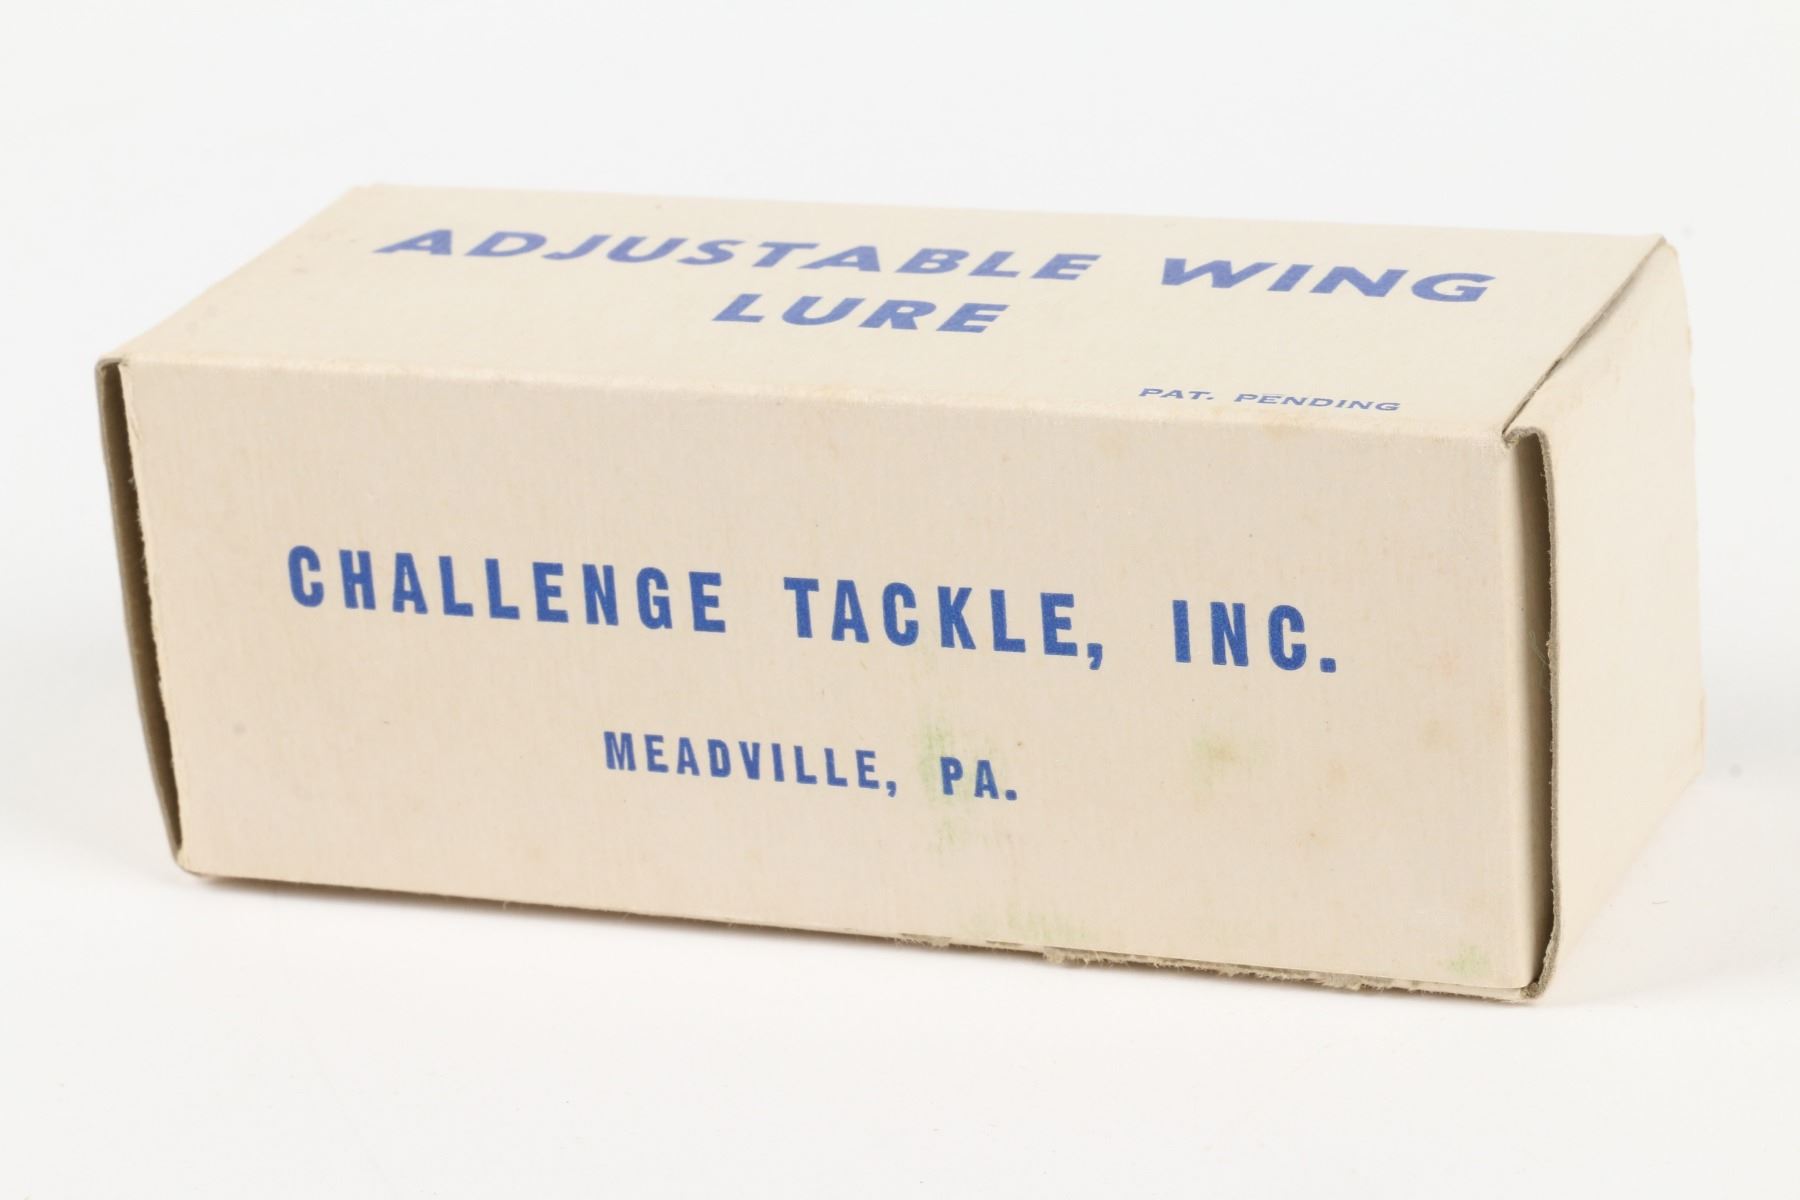 ADJUSTABLE WING
LURE
PAT. PENDING
CHALLENGE TACKLE, INC.
MEADVILLE, PA.